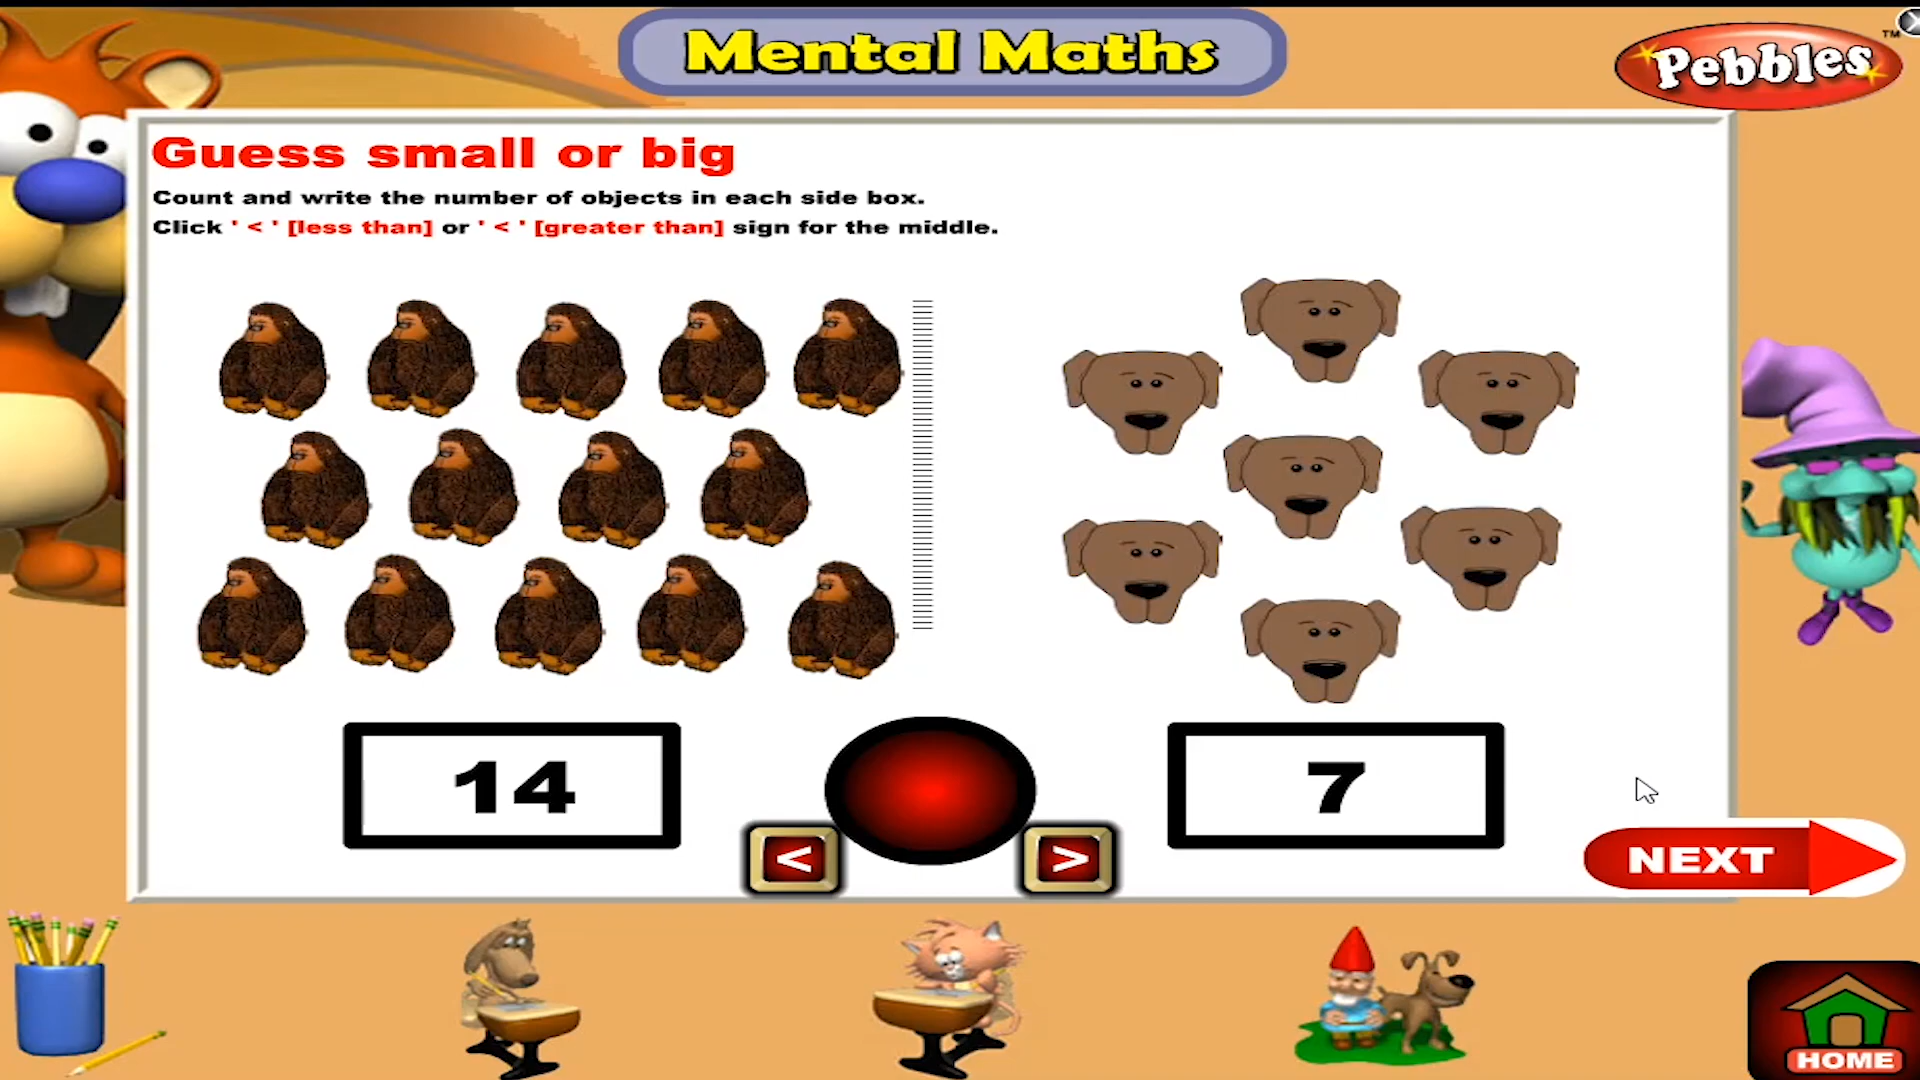 Mental Maths
Pebbles TM
Guess small or big
Count and write the number of objects in each side box.
Click ' < ' [less than] or ' < ' [greater than] sign for the middle.
14
7
<
>
NEXT
HOME